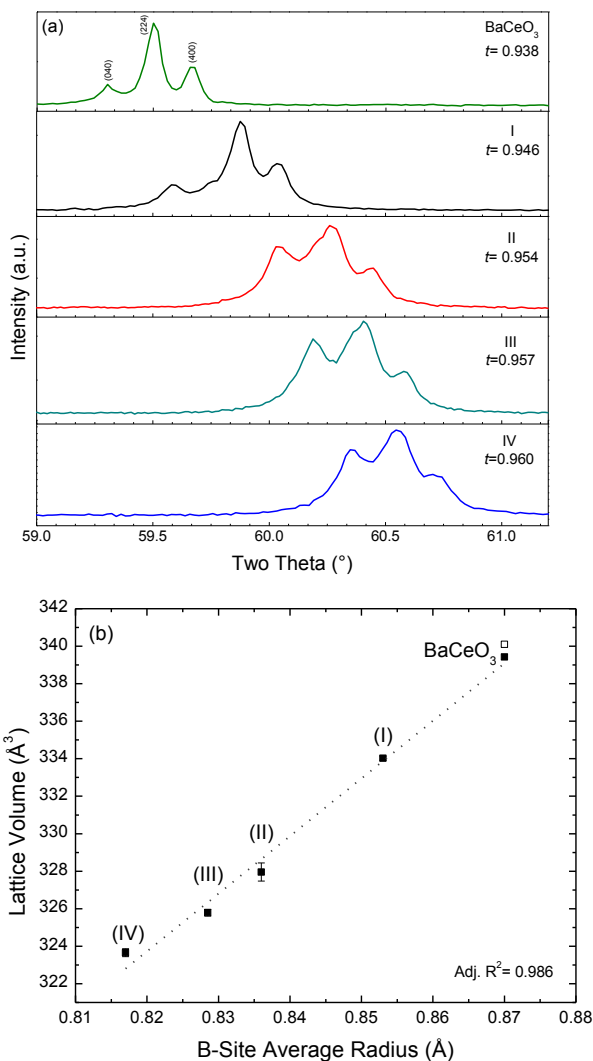 (a)
BaCeO3
t= 0.938
(040)
(224)
(400)
I
t= 0.946
II
t= 0.954
III
t=0.957
IV
t=0.960
Intensity (a.u.)
59.0 59.5 60.0 60.5 61.0
Two Theta (°)
(b)
342
340
338
336
334
332
330
328
326
324
322
Lattice Volume (Å3)
BaCeO3
(I)
(II)
(III)
(IV)
Adj. R2= 0.986
0.81 0.82 0.83 0.84 0.85 0.86 0.87 0.88
B-Site Average Radius (Å)